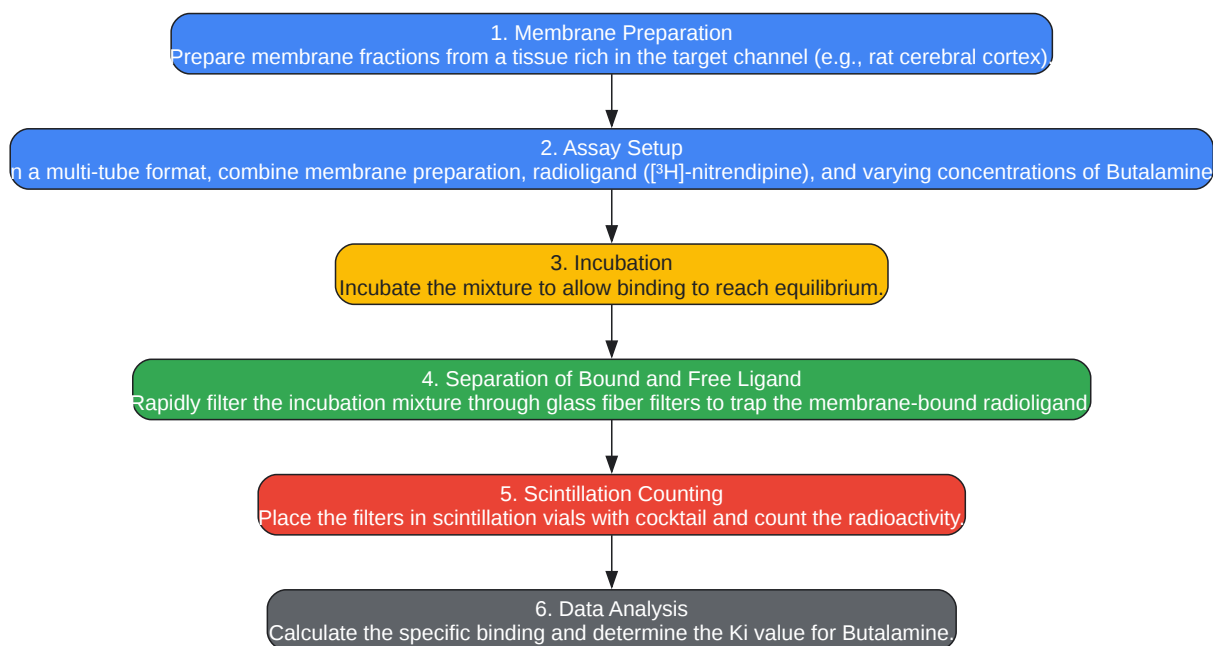 1. Membrane Preparation
Prepare membrane fractions from a tissue rich in the target channel (e.g., rat cerebral cortex).
2. Assay Setup
n a multi-tube format, combine membrane preparation, radioligand ([³H]-nitrendipine), and varying concentrations of Butalamine
3. Incubation
Incubate the mixture to allow binding to reach equilibrium.
4. Separation of Bound and Free Ligand
Rapidly filter the incubation mixture through glass fiber filters to trap the membrane-bound radioligand
5. Scintillation Counting
Place the filters in scintillation vials with cocktail and count the radioactivity.
6. Data Analysis
Calculate the specific binding and determine the Ki value for Butalamine.